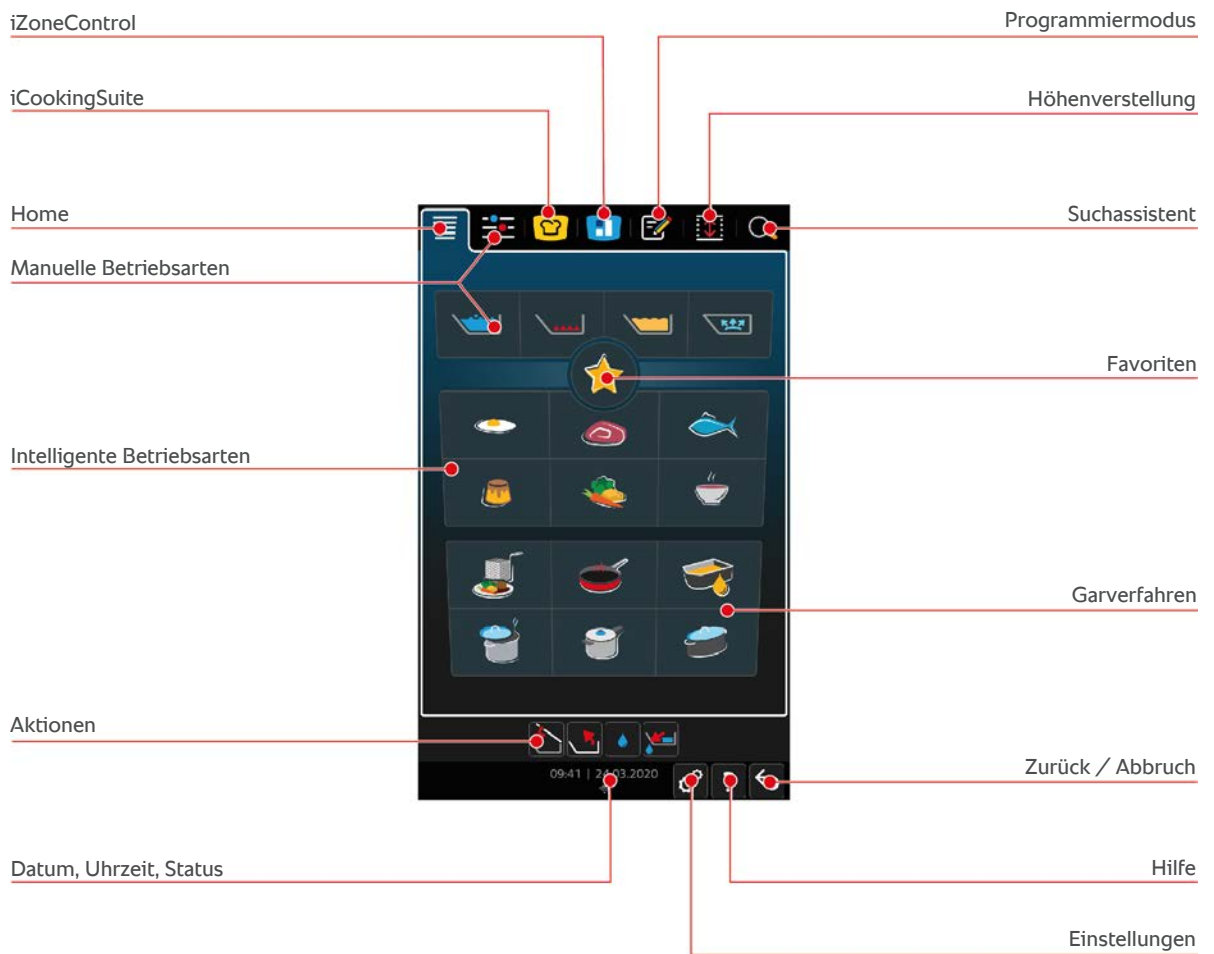 iZoneControl
Programmiermodus
iCookingSuite
Höhenverstellung
Home
Suchassistent
Manuelle Betriebsarten
Favoriten
Intelligente Betriebsarten
Garverfahren
Aktionen
Zurück / Abbruch
09:41 | 24.03.2020
Datum, Uhrzeit, Status
Hilfe
Einstellungen